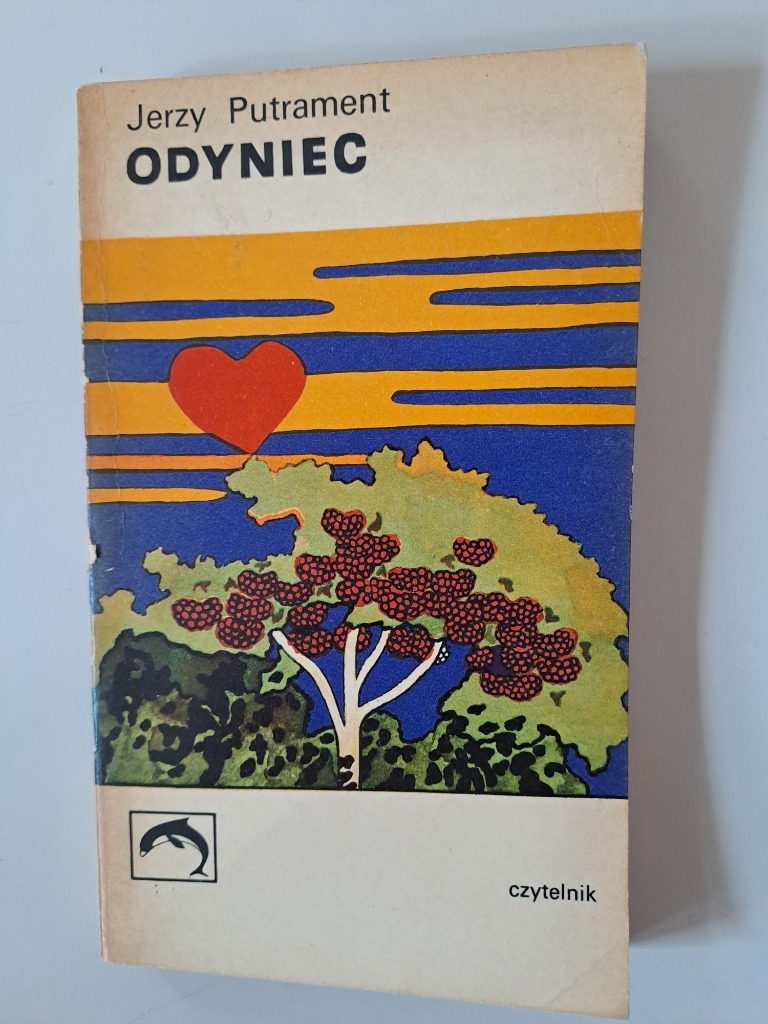 Jerzy Putrament
ODYNIEC
czytelnik